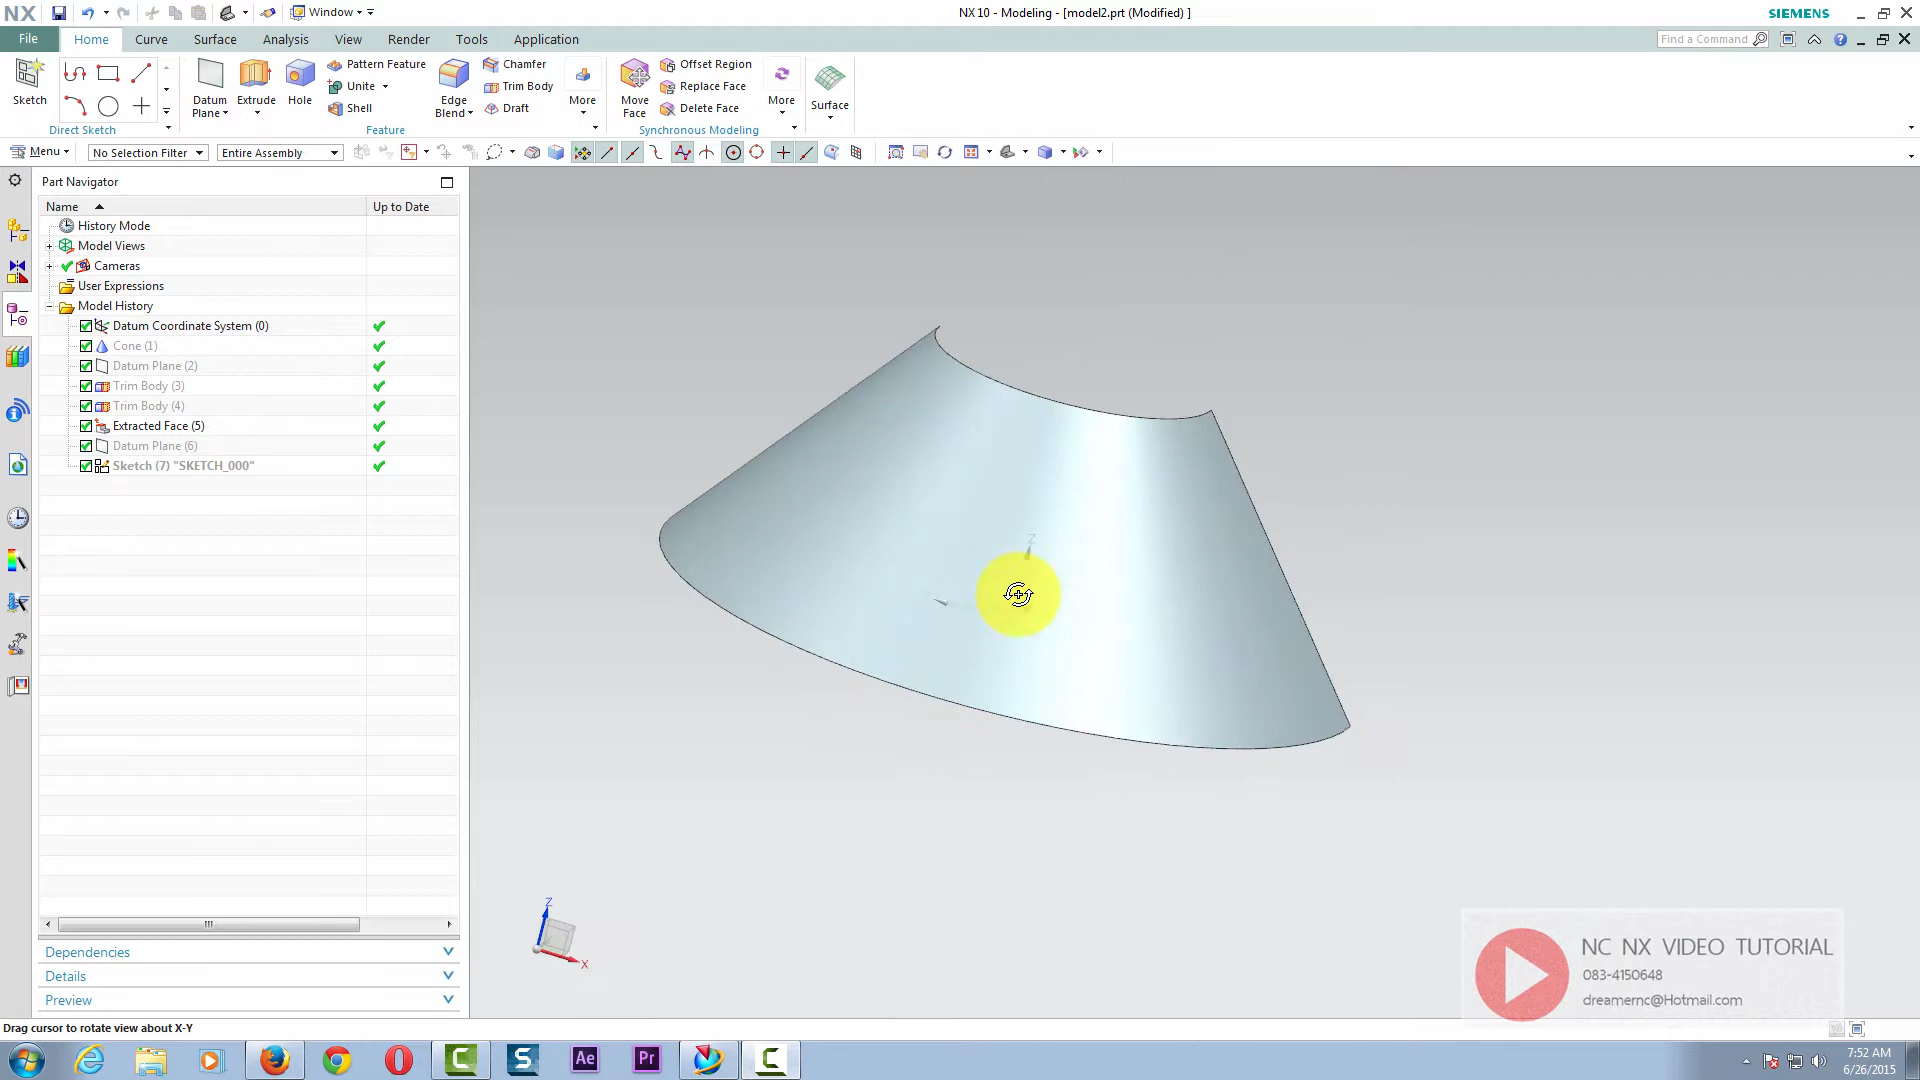 NX Window NX 10 - Modeling - [model2.prt (Modified) ] SIEMENS
File Home Curve Surface Analysis View Render Tools Application Find a Command
Sketch Datum Plane Extrude Hole Pattern Feature Unite Shell Edge Blend Chamfer Trim Body Draft More Move Face Offset Region Replace Face Delete Face More Surface
Direct Sketch Feature Synchronous Modeling
Menu No Selection Filter Entire Assembly
Part Navigator
Name Up to Date
History Mode
Model Views
Cameras
User Expressions
Model History
Datum Coordinate System (0)
Cone (1)
Datum Plane (2)
Trim Body (3)
Trim Body (4)
Extracted Face (5)
Datum Plane (6)
Sketch (7) "SKETCH_000"
Z
Z
X
Dependencies
Details
Preview
NC NX VIDEO TUTORIAL
083-4150648
dreamernc@Hotmail.com
Drag cursor to rotate view about X-Y
Ae Pr
7:52 AM
6/26/2015